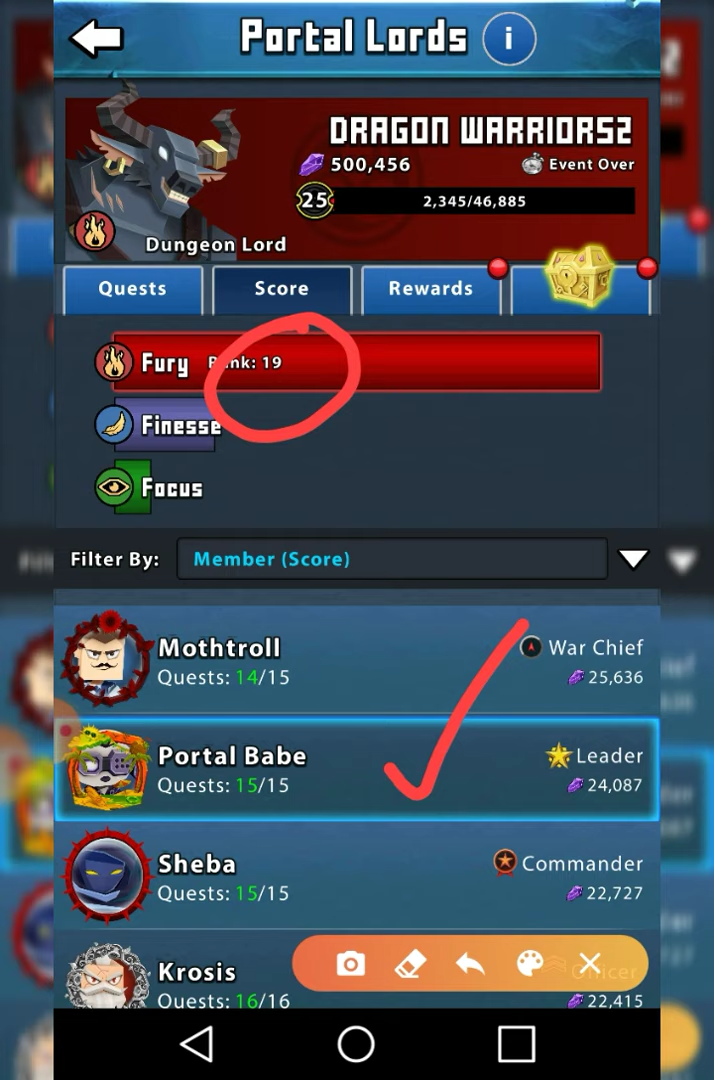 Portal Lords i
DRAGON WARRIORS2
500,456 Event Over
25 2,345/46,885
Dungeon Lord
Quests Score Rewards
Fury Rank: 19
Finesse
Focus
Filter By: Member (Score)
Mothtroll War Chief
Quests: 14/15 25,636
Portal Babe Leader
Quests: 15/15 24,087
Sheba Commander
Quests: 15/15 22,727
Krosis Officer
Quests: 16/16 22,415